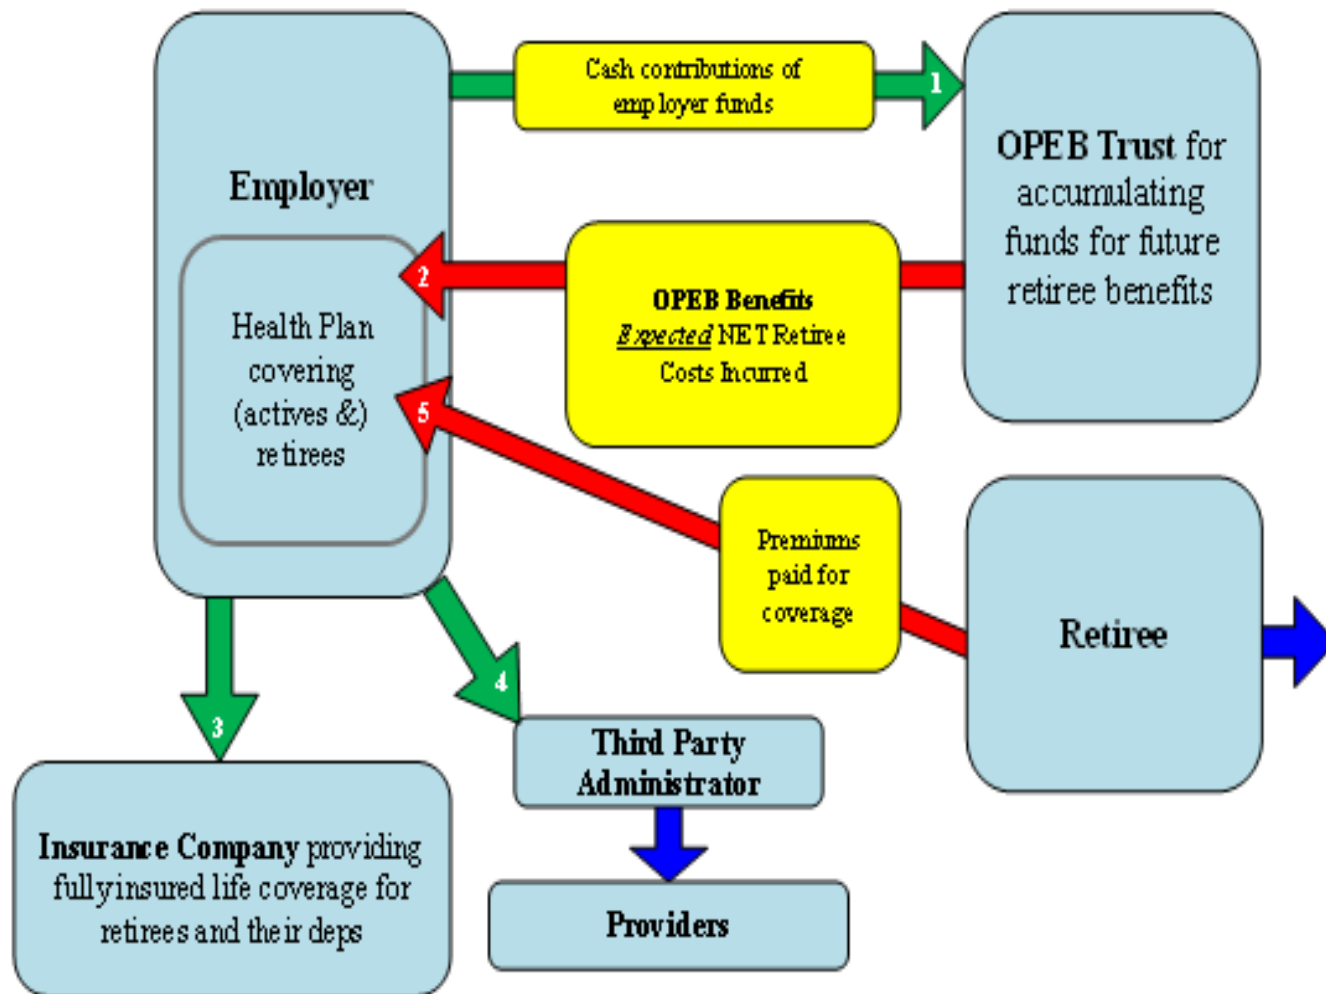 Cash contributions of
employer funds
1
OPEB Trust for
accumulating
funds for future
retiree benefits
Employer
2
OPEB Benefits
Expected NET Retiree
Costs Incurred
Health Plan
covering
(actives &)
retirees
5
Premiums
paid for
coverage
Retiree
4
3
Third Party
Administrator
Insurance Company providing
fully insured life coverage for
retirees and their deps
Providers